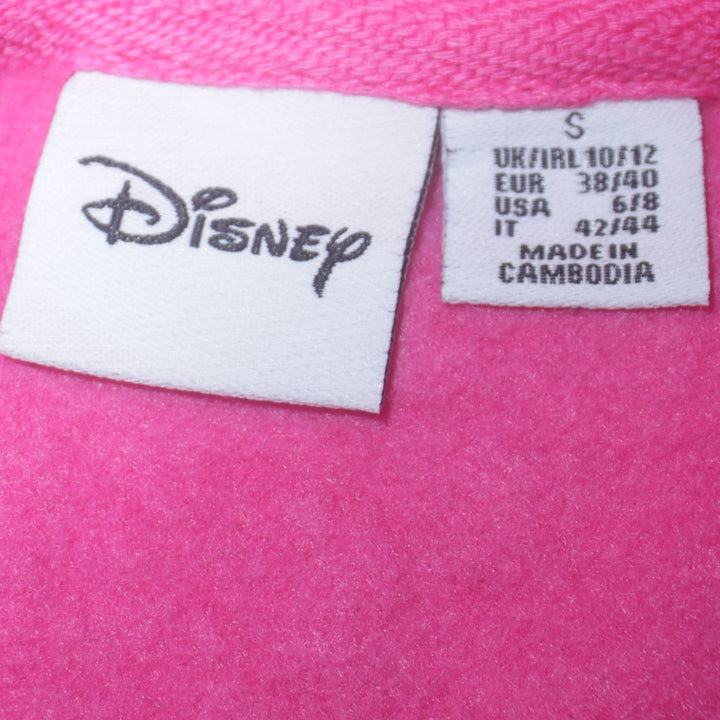 Disney
S
UK/IRL 10/12
EUR 38/40
USA 6/8
IT 42/44
MADE IN
CAMBODIA